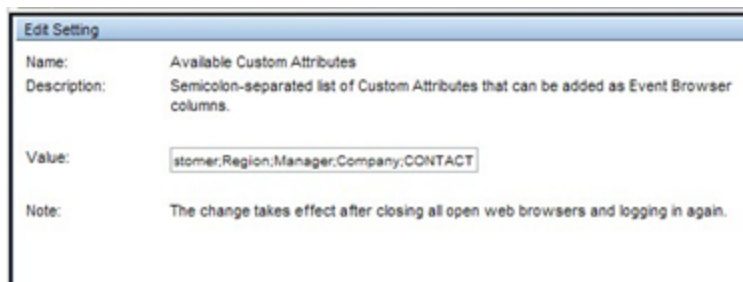 Edit Setting
Name: Available Custom Attributes
Description: Semicolon-separated list of Custom Attributes that can be added as Event Browser
columns.
Value: stomer;Region;Manager;Company;CONTACT
Note: The change takes effect after closing all open web browsers and logging in again.